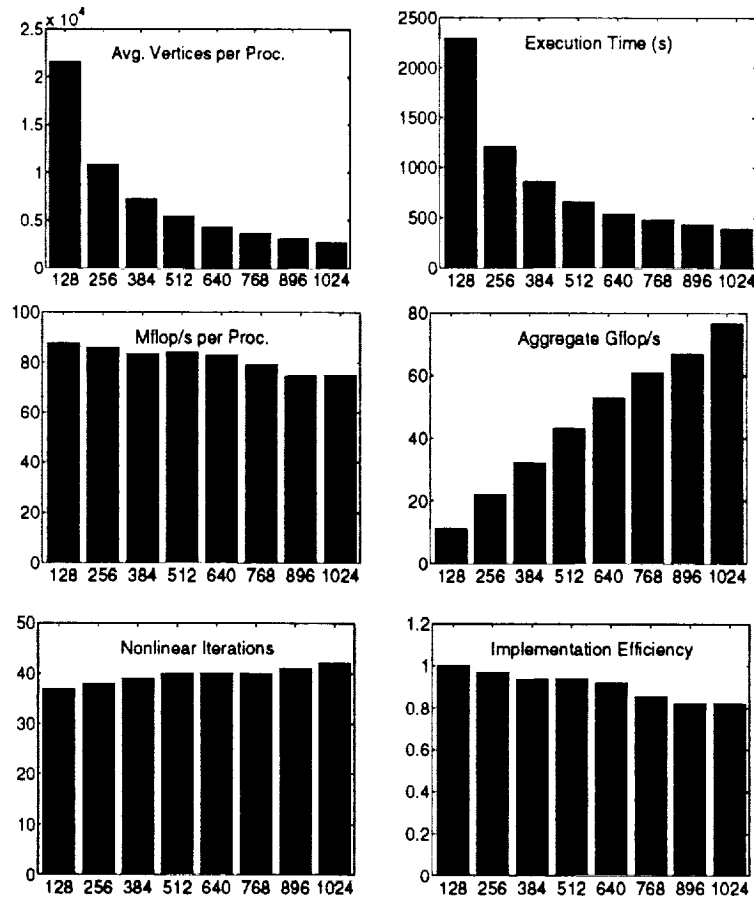 2.5 x 10^4
Avg. Vertices per Proc.
2
1.5
1
0.5
0
128 256 384 512 640 768 896 1024
2500
Execution Time (s)
2000
1500
1000
500
0
128 256 384 512 640 768 896 1024
100
Mflop/s per Proc.
80
60
40
20
0
128 256 384 512 640 768 896 1024
80
Aggregate Gflop/s
60
40
20
0
128 256 384 512 640 768 896 1024
50
Nonlinear Iterations
40
30
20
10
0
128 256 384 512 640 768 896 1024
1.2
Implementation Efficiency
1
0.8
0.6
0.4
0.2
0
128 256 384 512 640 768 896 1024